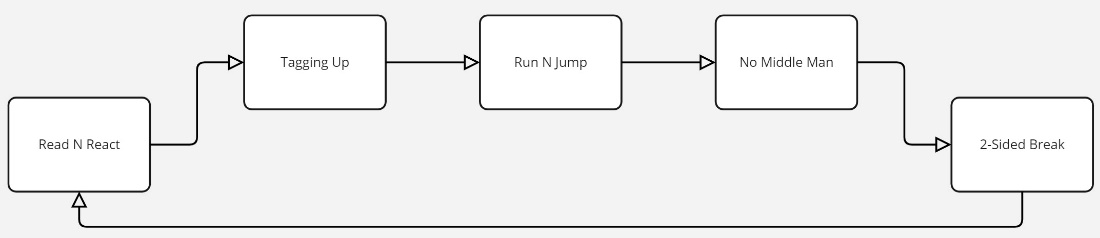 Tagging Up
Run N Jump
No Middle Man
Read N React
2-Sided Break